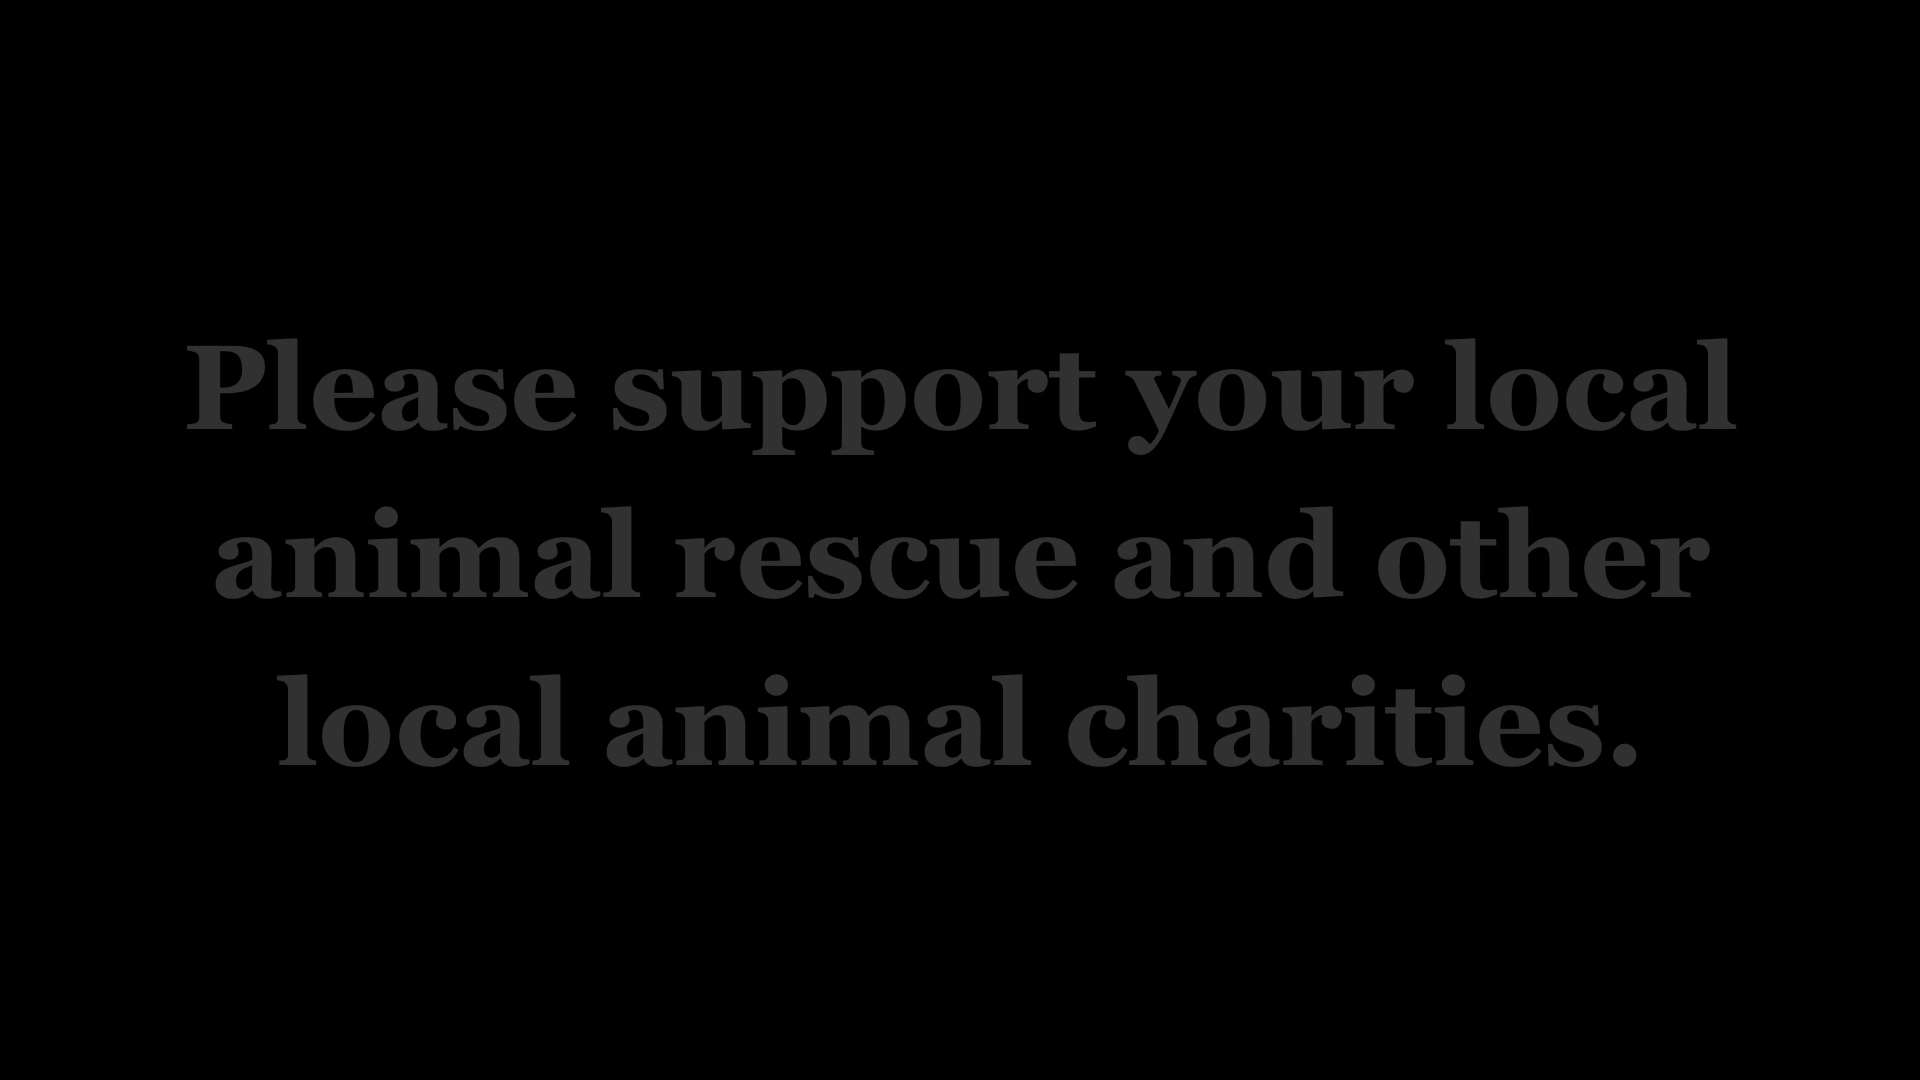 Please support your local
animal rescue and other
local animal charities.